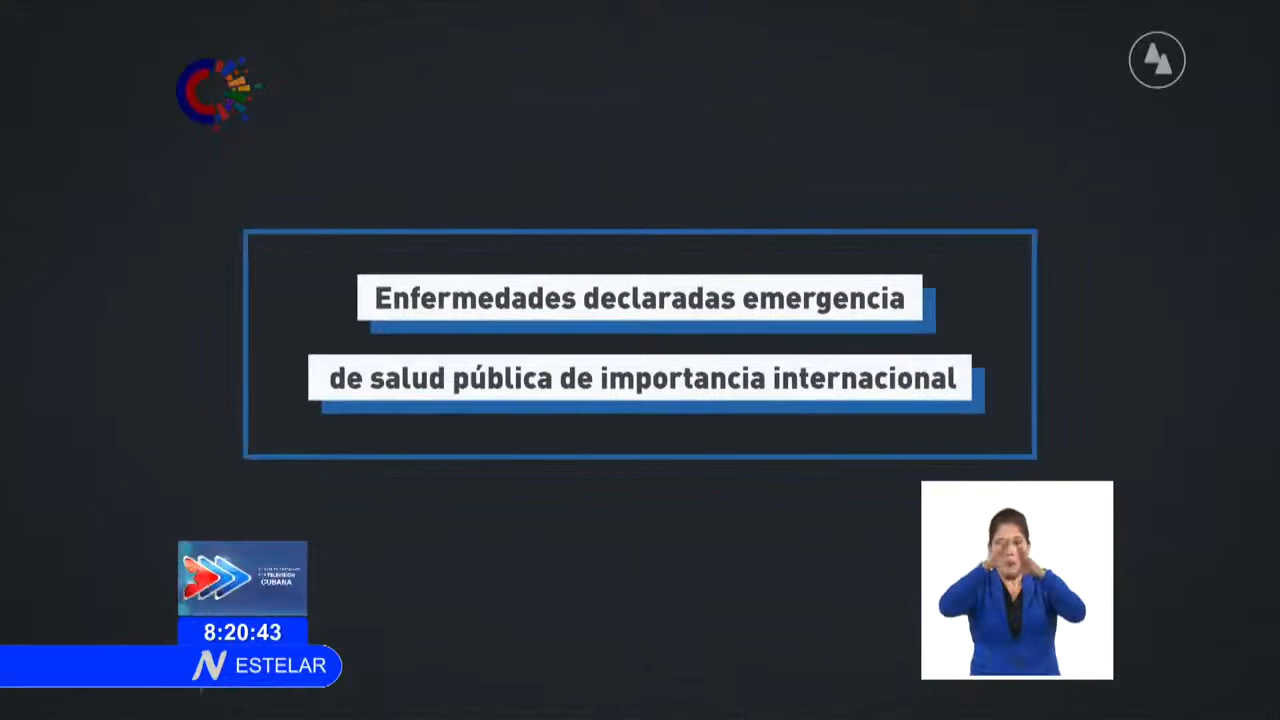 Enfermedades declaradas emergencia
de salud pública de importancia internacional
TELEVISIÓN
CUBANA
8:20:43
N ESTELAR